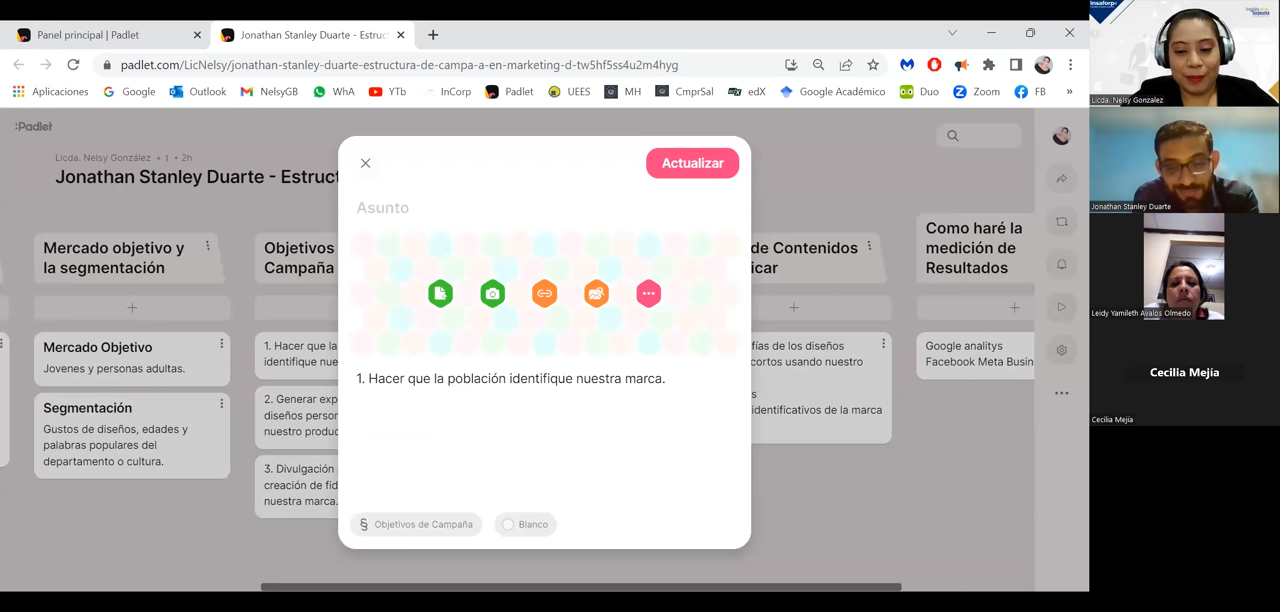 Panel principal | Padlet
Jonathan Stanley Duarte - Estruc
padlet.com/LicNelsy/jonathan-stanley-duarte-estructura-de-campa-a-en-marketing-d-tw5hf5ss4u2m4hyg
Aplicaciones Google Outlook NelsyGB WhA YTb InCorp Padlet UEES MH CmprSal edX Google Académico Duo Zoom FB »
:Padlet
Licda. Nelsy González + 1 • 2h
Jonathan Stanley Duarte - Estruct
Mercado objetivo y
la segmentación
Mercado Objetivo
Jovenes y personas adultas.
Segmentación
Gustos de diseños, edades y
palabras populares del
departamento o cultura.
Objetivos
Campaña
1. Hacer que la
identifique nue
2. Generar exp
diseños person
nuestro produc
3. Divulgación
creación de fid
nuestra marca.
Actualizar
Asunto
1. Hacer que la población identifique nuestra marca.
Objetivos de Campaña
Blanco
de Contenidos
icar
fías de los diseños
cortos usando nuestro
s
identificativos de la marca
Como haré la
medición de
Resultados
Google analitys
Facebook Meta Busin
Insaforp
Licda. Nelsy Gonzalez
Jonathan Stanley Duarte
Leidy Yamileth Avalos Olmedo
Cecilia Mejía
Cecilia Mejía